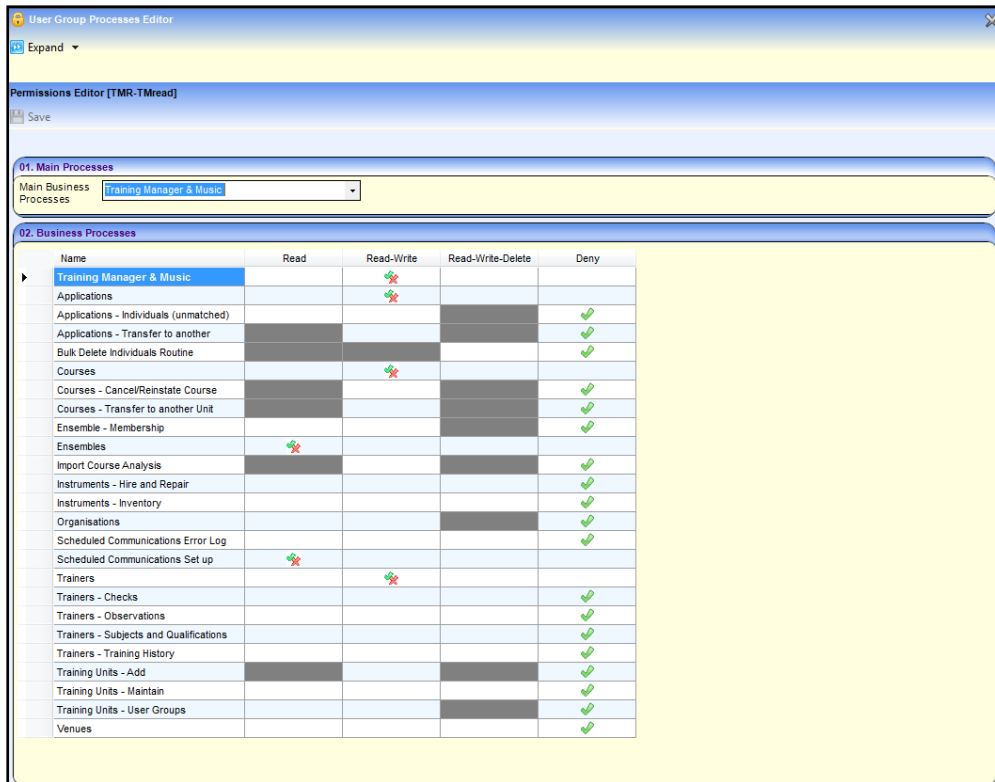 User Group Processes Editor
Expand
Permissions Editor [TMR-TMread]
Save
01. Main Processes
Main Business Processes
Training Manager & Music
02. Business Processes
Name Read Read-Write Read-Write-Delete Deny
Training Manager & Music
Applications
Applications - Individuals (unmatched)
Applications - Transfer to another
Bulk Delete Individuals Routine
Courses
Courses - Cancel/Reinstate Course
Courses - Transfer to another Unit
Ensemble - Membership
Ensembles
Import Course Analysis
Instruments - Hire and Repair
Instruments - Inventory
Organisations
Scheduled Communications Error Log
Scheduled Communications Set up
Trainers
Trainers - Checks
Trainers - Observations
Trainers - Subjects and Qualifications
Trainers - Training History
Training Units - Add
Training Units - Maintain
Training Units - User Groups
Venues